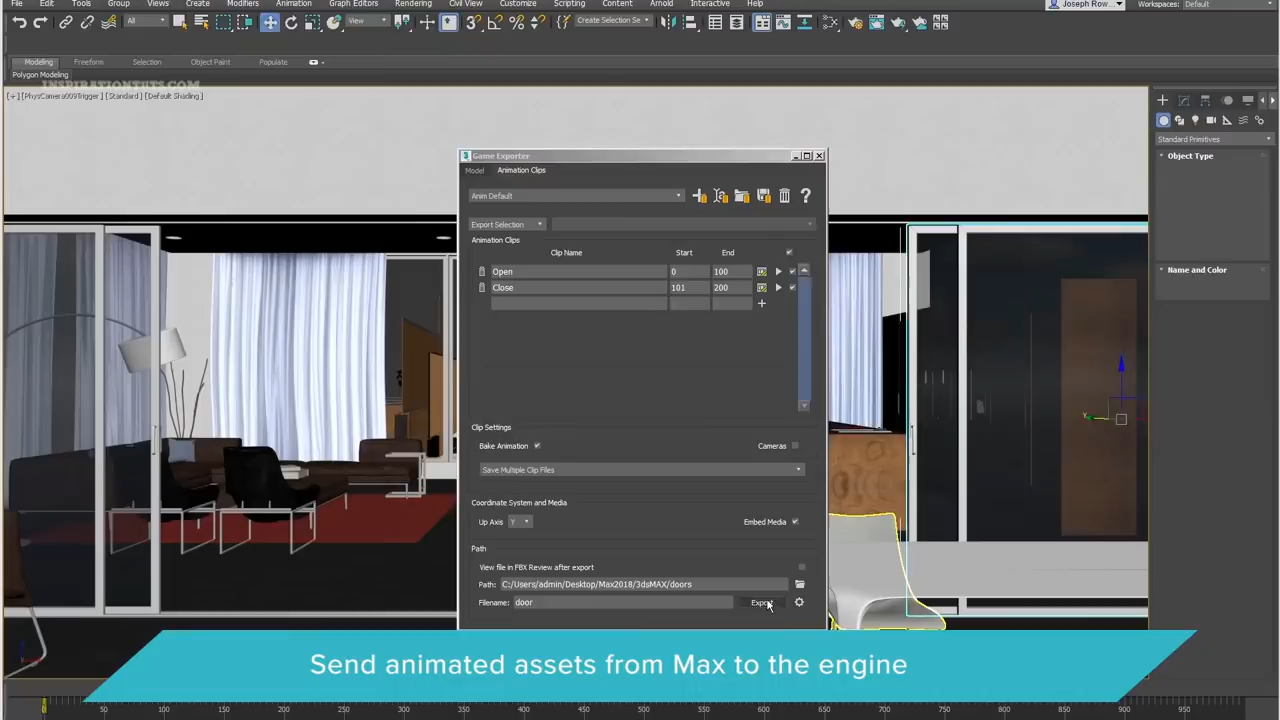 File Edit Tools Group Views Create Modifiers Animation Graph Editors Rendering Civil View Customize Scripting Content Arnold Interactive Help
Joseph Row... Workspaces: Default
All View Create Selection Se
Modeling Freeform Selection Object Paint Populate
Polygon Modeling
INSPIRATIONTUTS.COM
[+] [PhysCamera009Trigger] [Standard] [Default Shading]
Standard Primitives
Object Type
Name and Color
Game Exporter
Model Animation Clips
Anim Default
Export Selection
Animation Clips
Clip Name Start End
Open 0 100
Close 101 200
Clip Settings
Bake Animation Cameras
Save Multiple Clip Files
Coordinate System and Media
Up Axis Y Embed Media
Path
View file in FBX Review after export
Path: C:/Users/admin/Desktop/Max2018/3dsMAX/doors
Filename: door Export
Send animated assets from Max to the engine
0 50 100 150 200 250 300 350 400 450 500 550 600 650 700 750 800 850 900 950